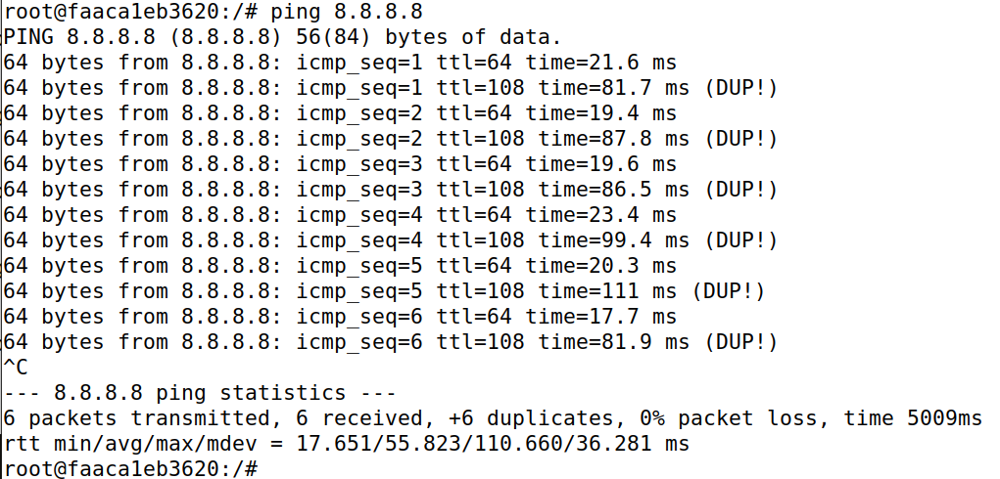 root@faaca1eb3620:/# ping 8.8.8.8
PING 8.8.8.8 (8.8.8.8) 56(84) bytes of data.
64 bytes from 8.8.8.8: icmp_seq=1 ttl=64 time=21.6 ms
64 bytes from 8.8.8.8: icmp_seq=1 ttl=108 time=81.7 ms (DUP!)
64 bytes from 8.8.8.8: icmp_seq=2 ttl=64 time=19.4 ms
64 bytes from 8.8.8.8: icmp_seq=2 ttl=108 time=87.8 ms (DUP!)
64 bytes from 8.8.8.8: icmp_seq=3 ttl=64 time=19.6 ms
64 bytes from 8.8.8.8: icmp_seq=3 ttl=108 time=86.5 ms (DUP!)
64 bytes from 8.8.8.8: icmp_seq=4 ttl=64 time=23.4 ms
64 bytes from 8.8.8.8: icmp_seq=4 ttl=108 time=99.4 ms (DUP!)
64 bytes from 8.8.8.8: icmp_seq=5 ttl=64 time=20.3 ms
64 bytes from 8.8.8.8: icmp_seq=5 ttl=108 time=111 ms (DUP!)
64 bytes from 8.8.8.8: icmp_seq=6 ttl=64 time=17.7 ms
64 bytes from 8.8.8.8: icmp_seq=6 ttl=108 time=81.9 ms (DUP!)
^C
--- 8.8.8.8 ping statistics ---
6 packets transmitted, 6 received, +6 duplicates, 0% packet loss, time 5009ms
rtt min/avg/max/mdev = 17.651/55.823/110.660/36.281 ms
root@faaca1eb3620:/#